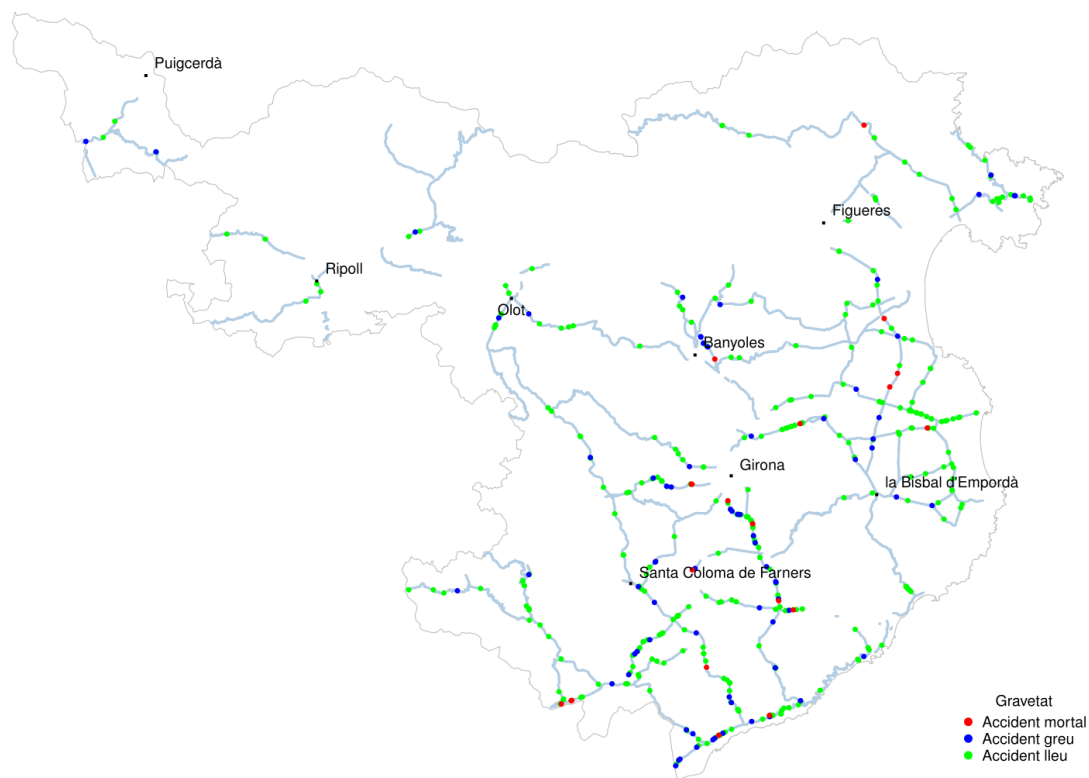 Puigcerdà
Figueres
Ripoll
Olot
Banyoles
Girona
la Bisbal d'Empordà
Santa Coloma de Farners
Gravetat
Accident mortal
Accident greu
Accident lleu